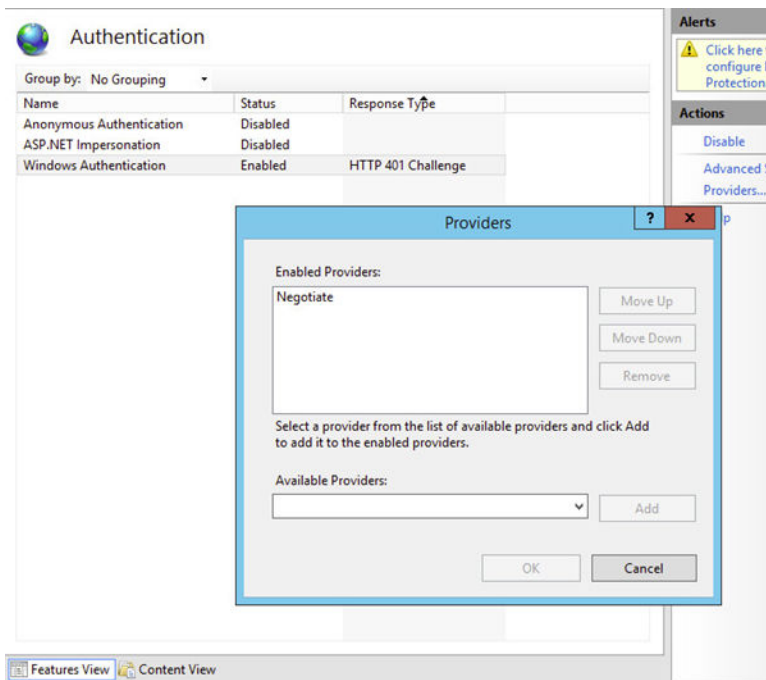 Authentication
Group by: No Grouping
Name Status Response Type
Anonymous Authentication Disabled
ASP.NET Impersonation Disabled
Windows Authentication Enabled HTTP 401 Challenge
Providers
? x
Enabled Providers:
Negotiate
Move Up
Move Down
Remove
Select a provider from the list of available providers and click Add
to add it to the enabled providers.
Available Providers:
Add
OK Cancel
Features View Content View
Alerts
Click here
configure
Protection
Actions
Disable
Advanced
Providers...
p